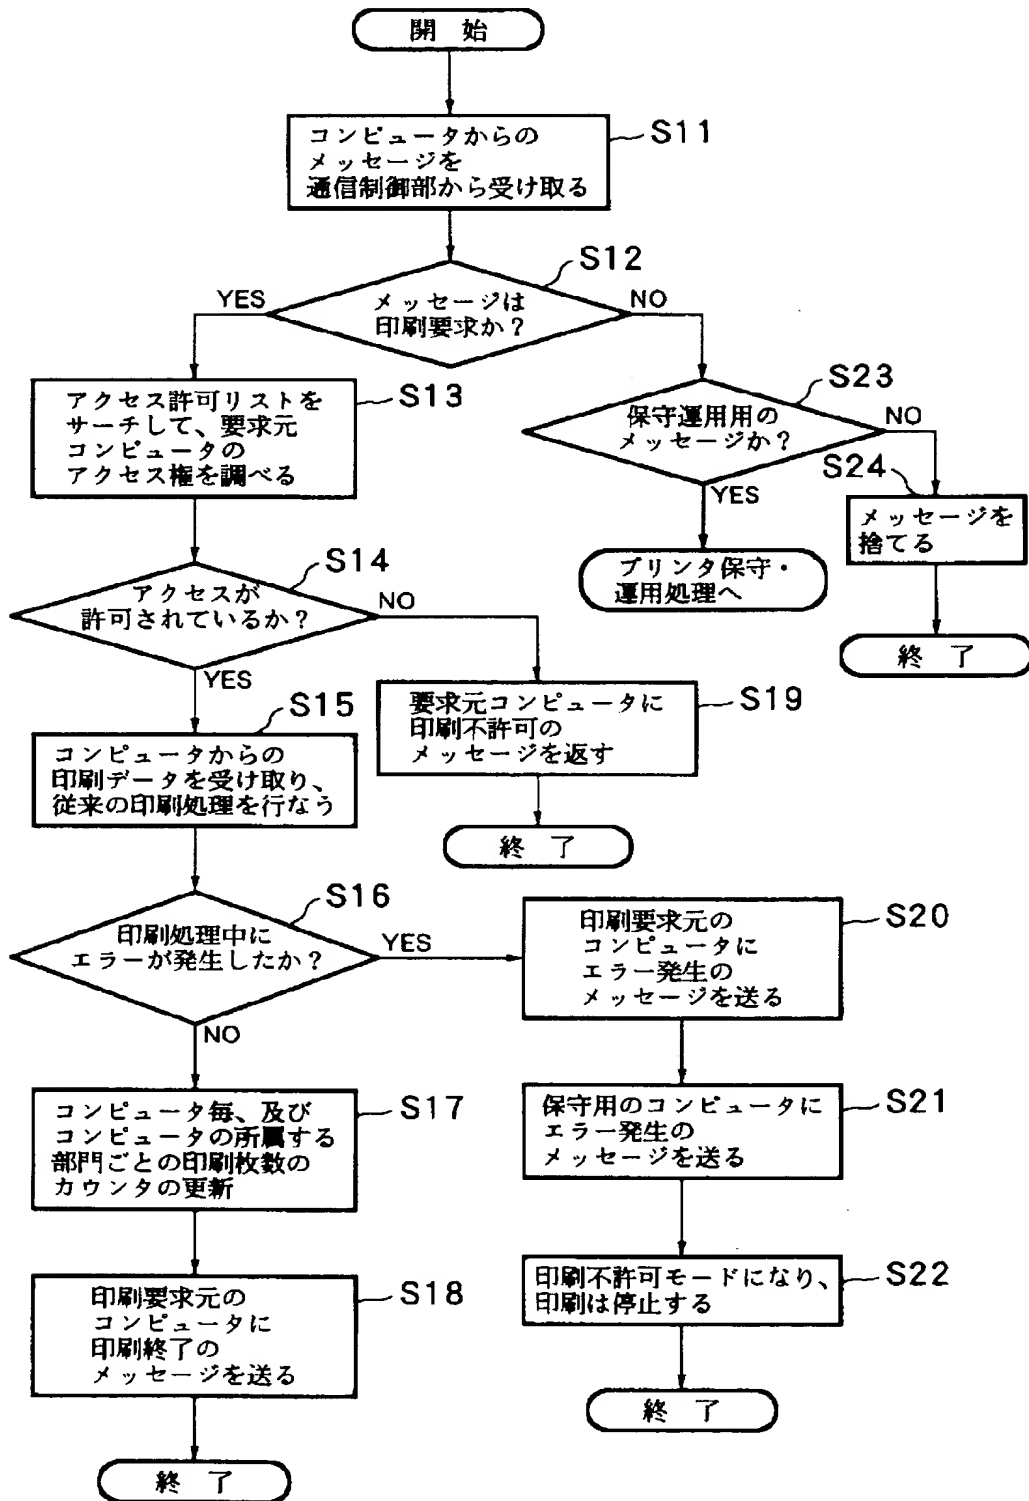 開始
コンピュータからの
メッセージを
通信制御部から受け取る
S11
メッセージは
印刷要求か？
S12
YES
NO
アクセス許可リストを
サーチして、要求元
コンピュータの
アクセス権を調べる
S13
保守運用用の
メッセージか？
S23
NO
YES
メッセージを
捨てる
S24
プリンタ保守・
運用処理へ
終了
アクセスが
許可されているか？
S14
NO
YES
要求元コンピュータに
印刷不許可の
メッセージを返す
S19
終了
コンピュータからの
印刷データを受け取り、
従来の印刷処理を行なう
S15
印刷処理中に
エラーが発生したか？
S16
YES
NO
印刷要求元の
コンピュータに
エラー発生の
メッセージを送る
S20
コンピュータ毎、及び
コンピュータの所属する
部門ごとの印刷枚数の
カウンタの更新
S17
保守用のコンピュータに
エラー発生の
メッセージを送る
S21
印刷要求元の
コンピュータに
印刷終了の
メッセージを送る
S18
印刷不許可モードになり、
印刷は停止する
S22
終了
終了